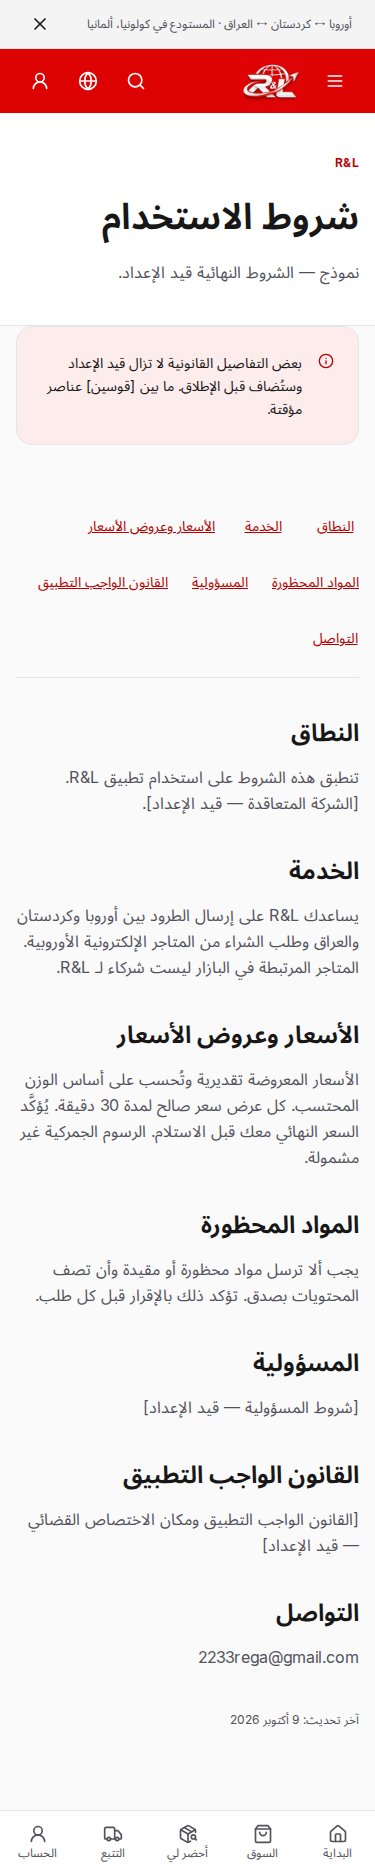 أوروبا ↔ كردستان ↔ العراق · المستودع في كولونيا، ألمانيا
R&L
R&L
شروط الاستخدام
نموذج — الشروط النهائية قيد الإعداد.
بعض التفاصيل القانونية لا تزال قيد الإعداد
وستُضاف قبل الإطلاق. ما بين [قوسين] عناصر
مؤقتة.
النطاق الخدمة الأسعار وعروض الأسعار
المواد المحظورة المسؤولية القانون الواجب التطبيق
التواصل
النطاق
تنطبق هذه الشروط على استخدام تطبيق R&L.
[الشركة المتعاقدة — قيد الإعداد].
الخدمة
يساعدك R&L على إرسال الطرود بين أوروبا وكردستان
والعراق وطلب الشراء من المتاجر الإلكترونية الأوروبية.
المتاجر المرتبطة في البازار ليست شركاء لـ R&L.
الأسعار وعروض الأسعار
الأسعار المعروضة تقديرية وتُحسب على أساس الوزن
المحتسب. كل عرض سعر صالح لمدة 30 دقيقة. يُؤكَّد
السعر النهائي معك قبل الاستلام. الرسوم الجمركية غير
مشمولة.
المواد المحظورة
يجب ألا ترسل مواد محظورة أو مقيدة وأن تصف
المحتويات بصدق. تؤكد ذلك بالإقرار قبل كل طلب.
المسؤولية
[شروط المسؤولية — قيد الإعداد]
القانون الواجب التطبيق
[القانون الواجب التطبيق ومكان الاختصاص القضائي
— قيد الإعداد]
التواصل
2233rega@gmail.com
آخر تحديث: 9 أكتوبر 2026
البداية السوق أحضر لي التتبع الحساب